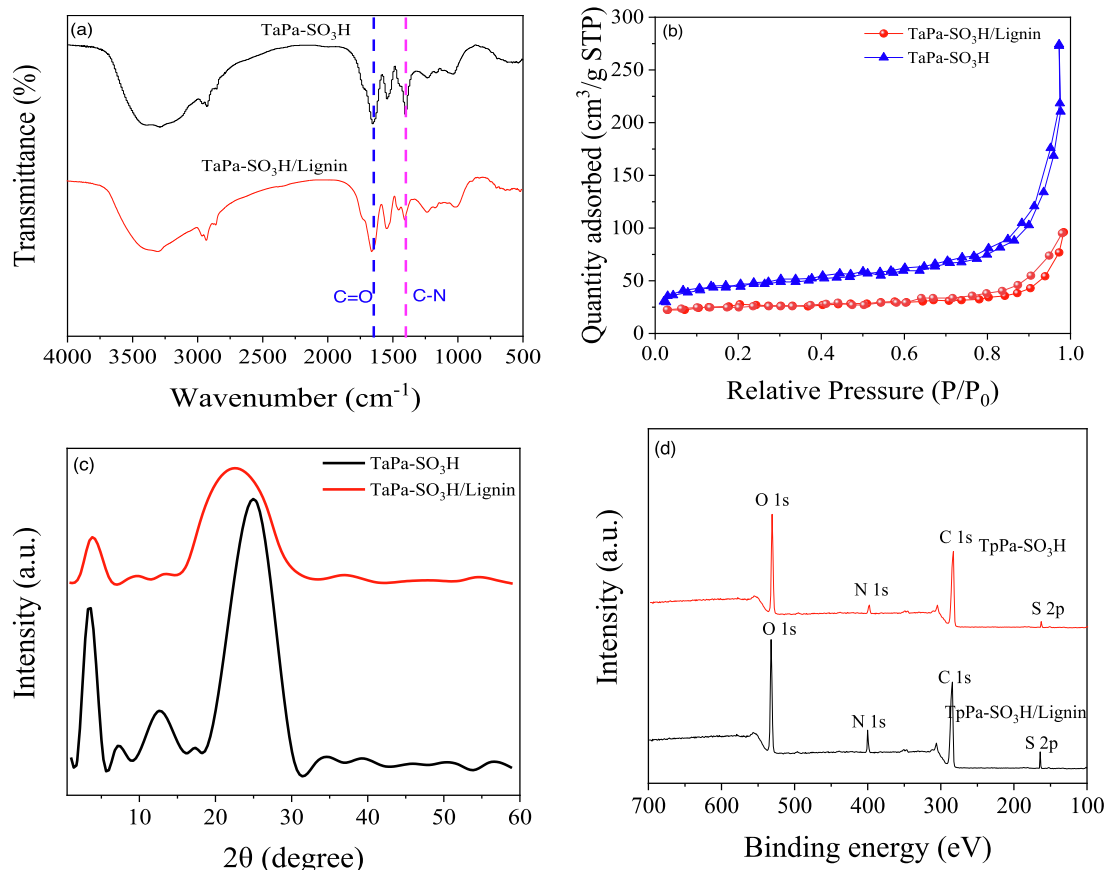 (a)
TaPa-SO₃H
TaPa-SO₃H/Lignin
C=O
C-N
Transmittance (%)
4000 3500 3000 2500 2000 1500 1000 500
Wavenumber (cm⁻¹)
(b)
TaPa-SO₃H/Lignin
TaPa-SO₃H
Quantity adsorbed (cm³/g STP)
300
250
200
150
100
50
0
0.0 0.2 0.4 0.6 0.8 1.0
Relative Pressure (P/P₀)
(c)
TaPa-SO₃H
TaPa-SO₃H/Lignin
Intensity (a.u.)
10 20 30 40 50 60
2θ (degree)
(d)
O 1s
C 1s
TpPa-SO₃H
N 1s
S 2p
O 1s
C 1s
TpPa-SO₃H/Lignin
N 1s
S 2p
Intensity (a.u.)
700 600 500 400 300 200 100
Binding energy (eV)